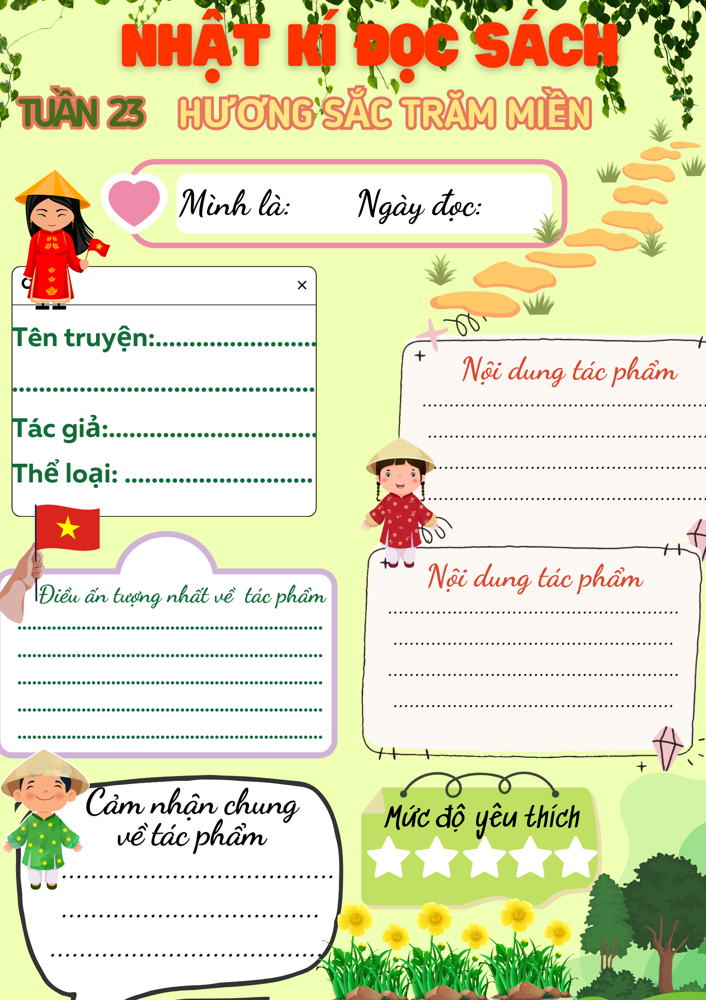 NHẬT KÍ ĐỌC SÁCH
TUẦN 23 HƯƠNG SẮC TRĂM MIỀN
Mình là: Ngày đọc:
Tên truyện:........................
.............................................
Tác giả:...............................
Thể loại: ............................
Nội dung tác phẩm
......................................................
......................................................
......................................................
......................................................
Điều ấn tượng nhất về tác phẩm
..............................................................
..............................................................
..............................................................
..............................................................
..............................................................
Nội dung tác phẩm
......................................................
....................................................
......................................................
....................................................
Cảm nhận chung
về tác phẩm
.....................................
...................................
.....................................
Mức độ yêu thích